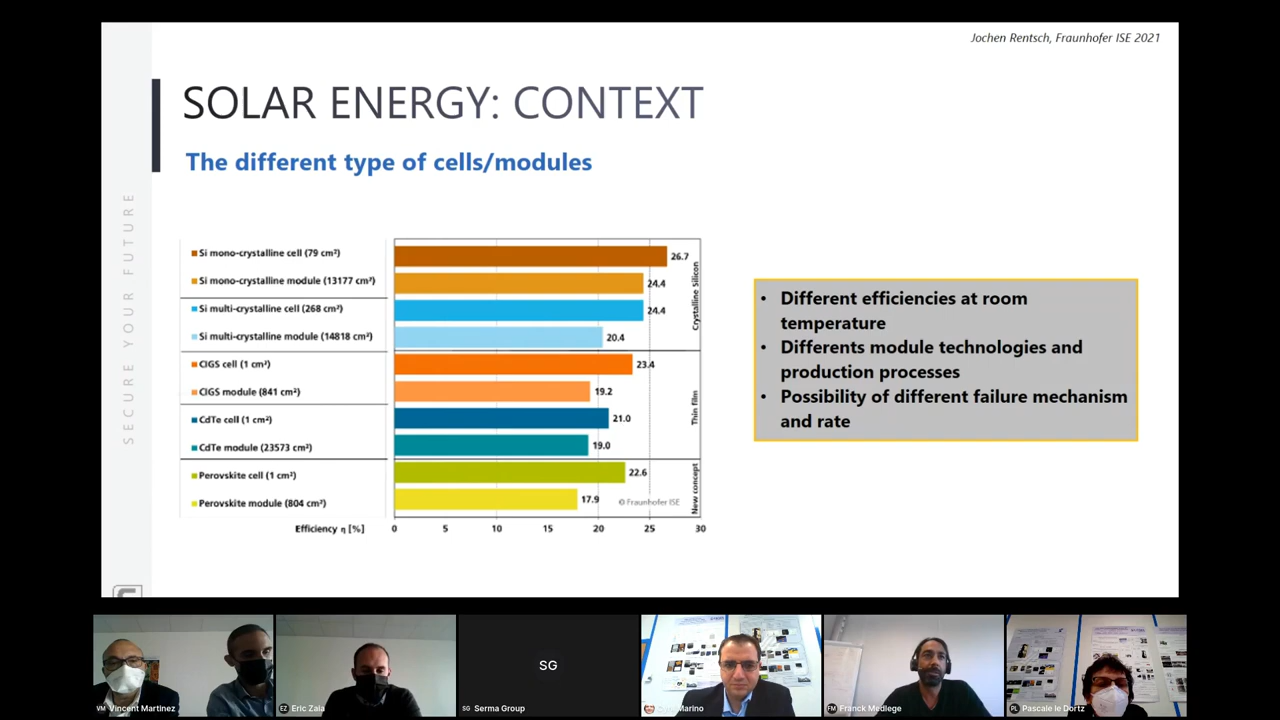 Jochen Rentsch, Fraunhofer ISE 2021
SOLAR ENERGY: CONTEXT
The different type of cells/modules
SECURE YOUR FUTURE
Si mono-crystalline cell (79 cm²)
26.7
Si mono-crystalline module (13177 cm²)
24.4
Si multi-crystalline cell (268 cm²)
24.4
Si multi-crystalline module (14818 cm²)
20.4
Crystalline Silicon
CIGS cell (1 cm²)
23.4
CIGS module (841 cm²)
19.2
CdTe cell (1 cm²)
21.0
CdTe module (23573 cm²)
19.0
Thin film
Perovskite cell (1 cm²)
22.6
Perovskite module (804 cm²)
17.9
© Fraunhofer ISE
New concept
Efficiency η [%]
0 5 10 15 20 25 30
• Different efficiencies at room
temperature
• Differents module technologies and
production processes
• Possibility of different failure mechanism
and rate
SG
VM Vincent Martinez
EZ Eric Zaia
SG Serma Group
Marino
FM Franck Medlege
PL Pascale le Dortz